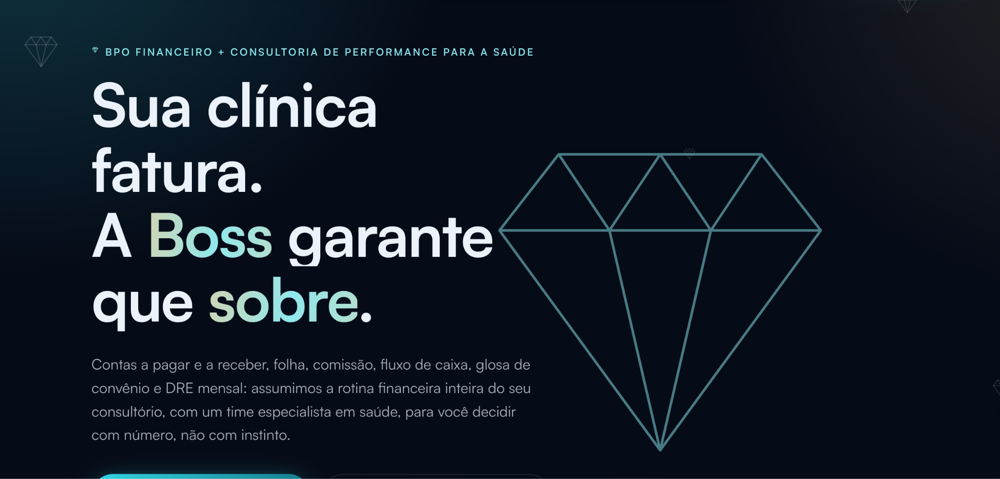 BPO FINANCEIRO + CONSULTORIA DE PERFORMANCE PARA A SAÚDE
Sua clínica
fatura.
A Boss garante
que sobre.
Contas a pagar e a receber, folha, comissão, fluxo de caixa, glosa de
convênio e DRE mensal: assumimos a rotina financeira inteira do seu
consultório, com um time especialista em saúde, para você decidir
com número, não com instinto.